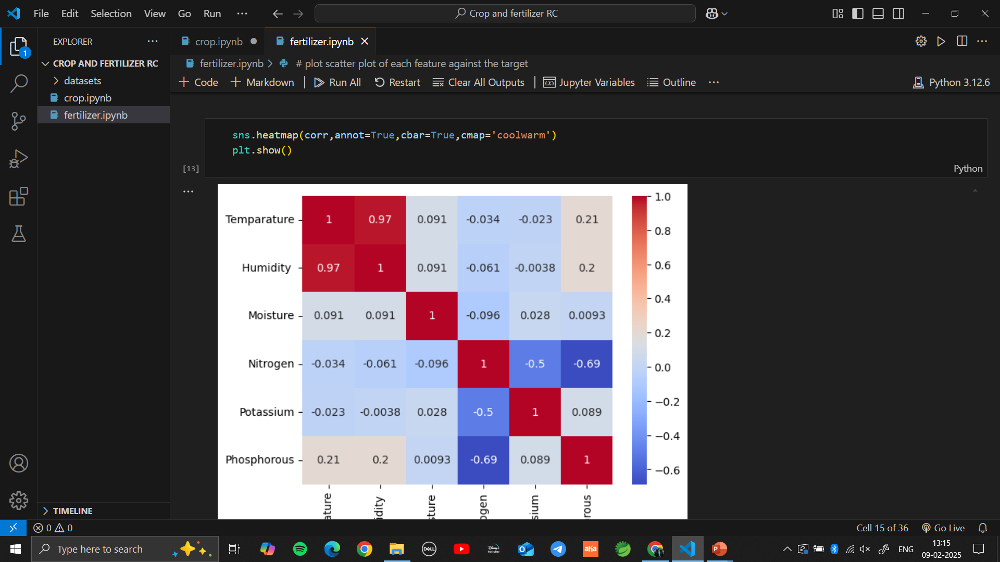 File Edit Selection View Go Run ...
Crop and fertilizer RC
EXPLORER
1
CROP AND FERTILIZER RC
datasets
crop.ipynb
fertilizer.ipynb
TIMELINE
crop.ipynb
fertilizer.ipynb
fertilizer.ipynb > # plot scatter plot of each feature against the target
+ Code + Markdown Run All Restart Clear All Outputs Jupyter Variables Outline ... Python 3.12.6
sns.heatmap(corr,annot=True,cbar=True,cmap='coolwarm')
plt.show()
[13]
Python
Temparature 1 0.97 0.091 -0.034 -0.023 0.21
Humidity 0.97 1 0.091 -0.061 -0.0038 0.2
Moisture 0.091 0.091 1 -0.096 0.028 0.0093
Nitrogen -0.034 -0.061 -0.096 1 -0.5 -0.69
Potassium -0.023 -0.0038 0.028 -0.5 1 0.089
Phosphorous 0.21 0.2 0.0093 -0.69 0.089 1
1.0
0.8
0.6
0.4
0.2
0.0
−0.2
−0.4
−0.6
ature idity sture ogen sium rous
0 0
Cell 15 of 36 Go Live
Type here to search
DELL
aha
ENG
13:15
09-02-2025